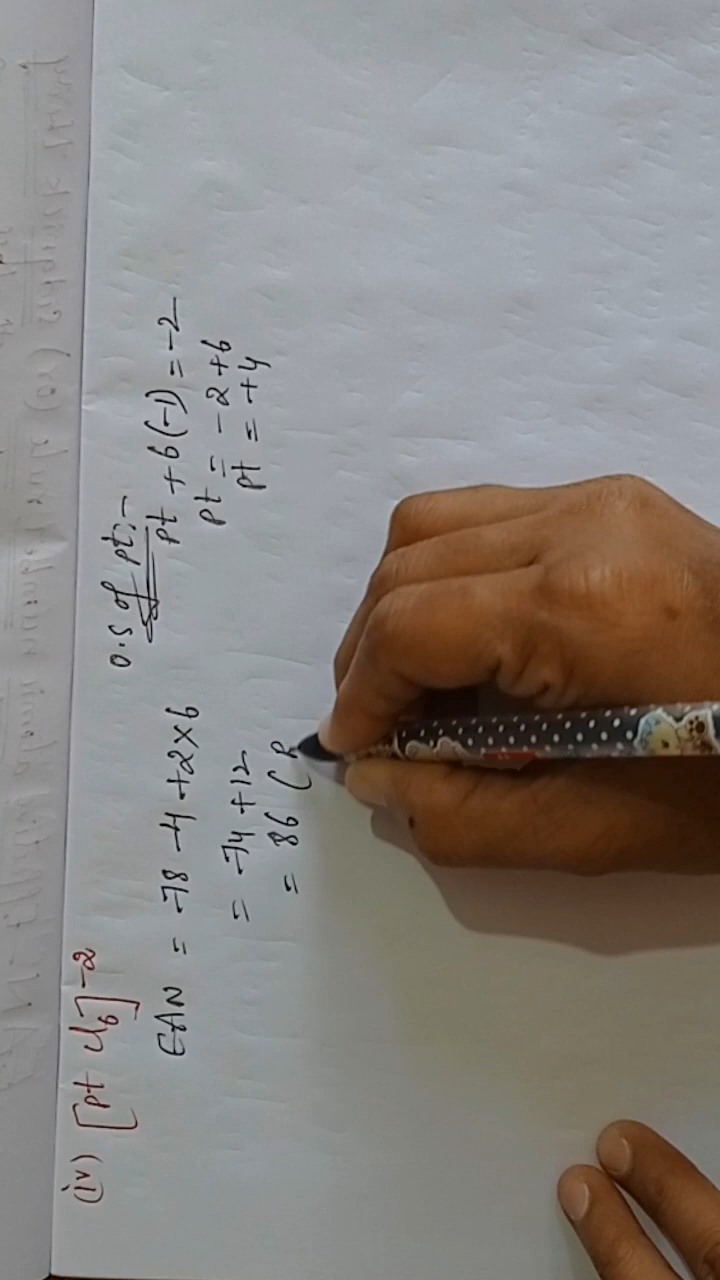 (iv) [pt Cl6]-2
EAN = 78 - 4 + 2×6
= 74 + 12
= 86 ( R
O.S of pt:-
pt + 6(-1) = -2
pt = -2 + 6
pt = +4